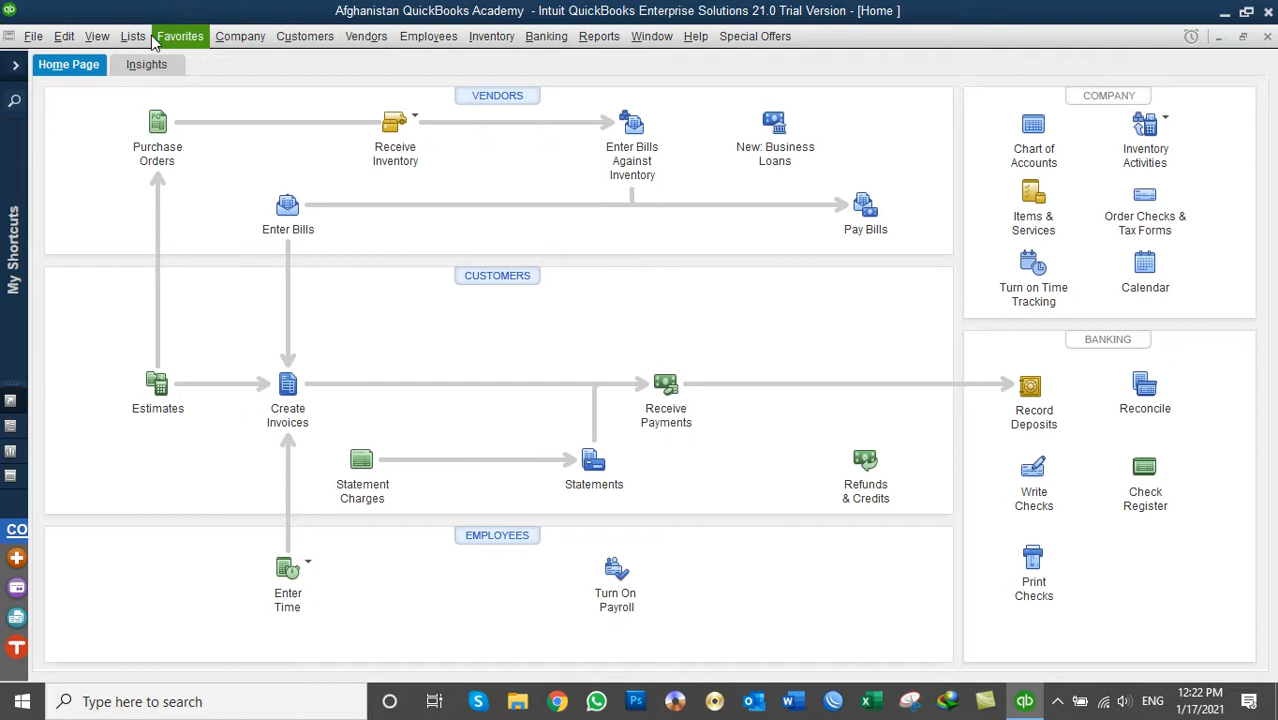 Afghanistan QuickBooks Academy - Intuit QuickBooks Enterprise Solutions 21.0 Trial Version - [Home ]
File Edit View Lists Favorites Company Customers Vendors Employees Inventory Banking Reports Window Help Special Offers
Home Page Insights
My Shortcuts
CO
VENDORS
Purchase
Orders
Receive
Inventory
Enter Bills
Against
Inventory
New: Business
Loans
Enter Bills
Pay Bills
CUSTOMERS
Estimates
Create
Invoices
Receive
Payments
Statement
Charges
Statements
Refunds
& Credits
EMPLOYEES
Enter
Time
Turn On
Payroll
COMPANY
Chart of
Accounts
Inventory
Activities
Items &
Services
Order Checks &
Tax Forms
Turn on Time
Tracking
Calendar
BANKING
Record
Deposits
Reconcile
Write
Checks
Check
Register
Print
Checks
Type here to search
ENG
12:22 PM
1/17/2021